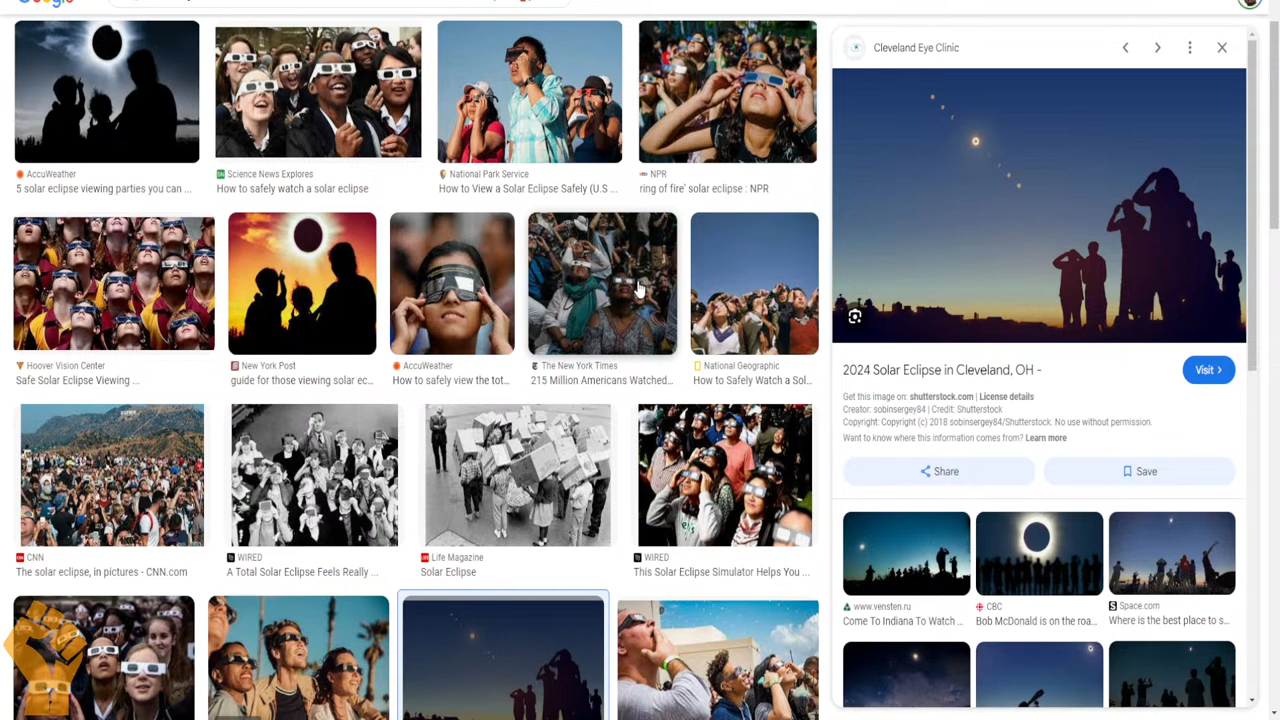 Google
AccuWeather
5 solar eclipse viewing parties you can ...
Science News Explores
How to safely watch a solar eclipse
National Park Service
How to View a Solar Eclipse Safely (U.S ...
NPR
ring of fire' solar eclipse : NPR
Hoover Vision Center
Safe Solar Eclipse Viewing ...
New York Post
guide for those viewing solar ec...
AccuWeather
How to safely view the tot...
The New York Times
215 Million Americans Watched...
National Geographic
How to Safely Watch a Sol...
CNN
The solar eclipse, in pictures - CNN.com
WIRED
A Total Solar Eclipse Feels Really ...
Life Magazine
Solar Eclipse
WIRED
This Solar Eclipse Simulator Helps You ...
Cleveland Eye Clinic
2024 Solar Eclipse in Cleveland, OH -
Visit
Get this image on: shutterstock.com | License details
Creator: sobinsergey84 | Credit: Shutterstock
Copyright: Copyright (c) 2018 sobinsergey84/Shutterstock. No use without permission.
Want to know where this information comes from? Learn more
Share
Save
www.vensten.ru
Come To Indiana To Watch ...
CBC
Bob McDonald is on the roa...
Space.com
Where is the best place to s...